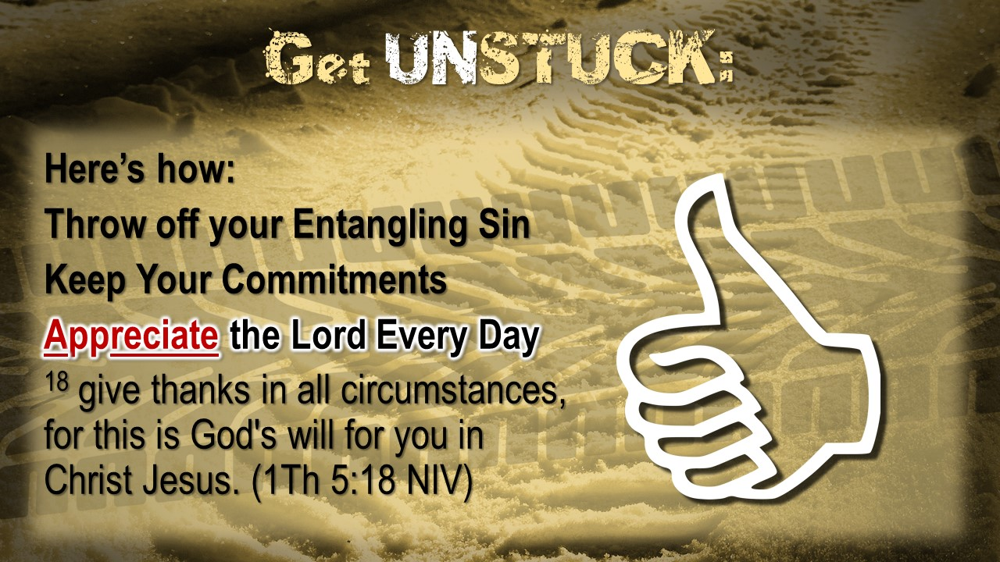 Get UNSTUCK:
Here’s how:
Throw off your Entangling Sin
Keep Your Commitments
Appreciate the Lord Every Day
18 give thanks in all circumstances,
for this is God's will for you in
Christ Jesus. (1Th 5:18 NIV)